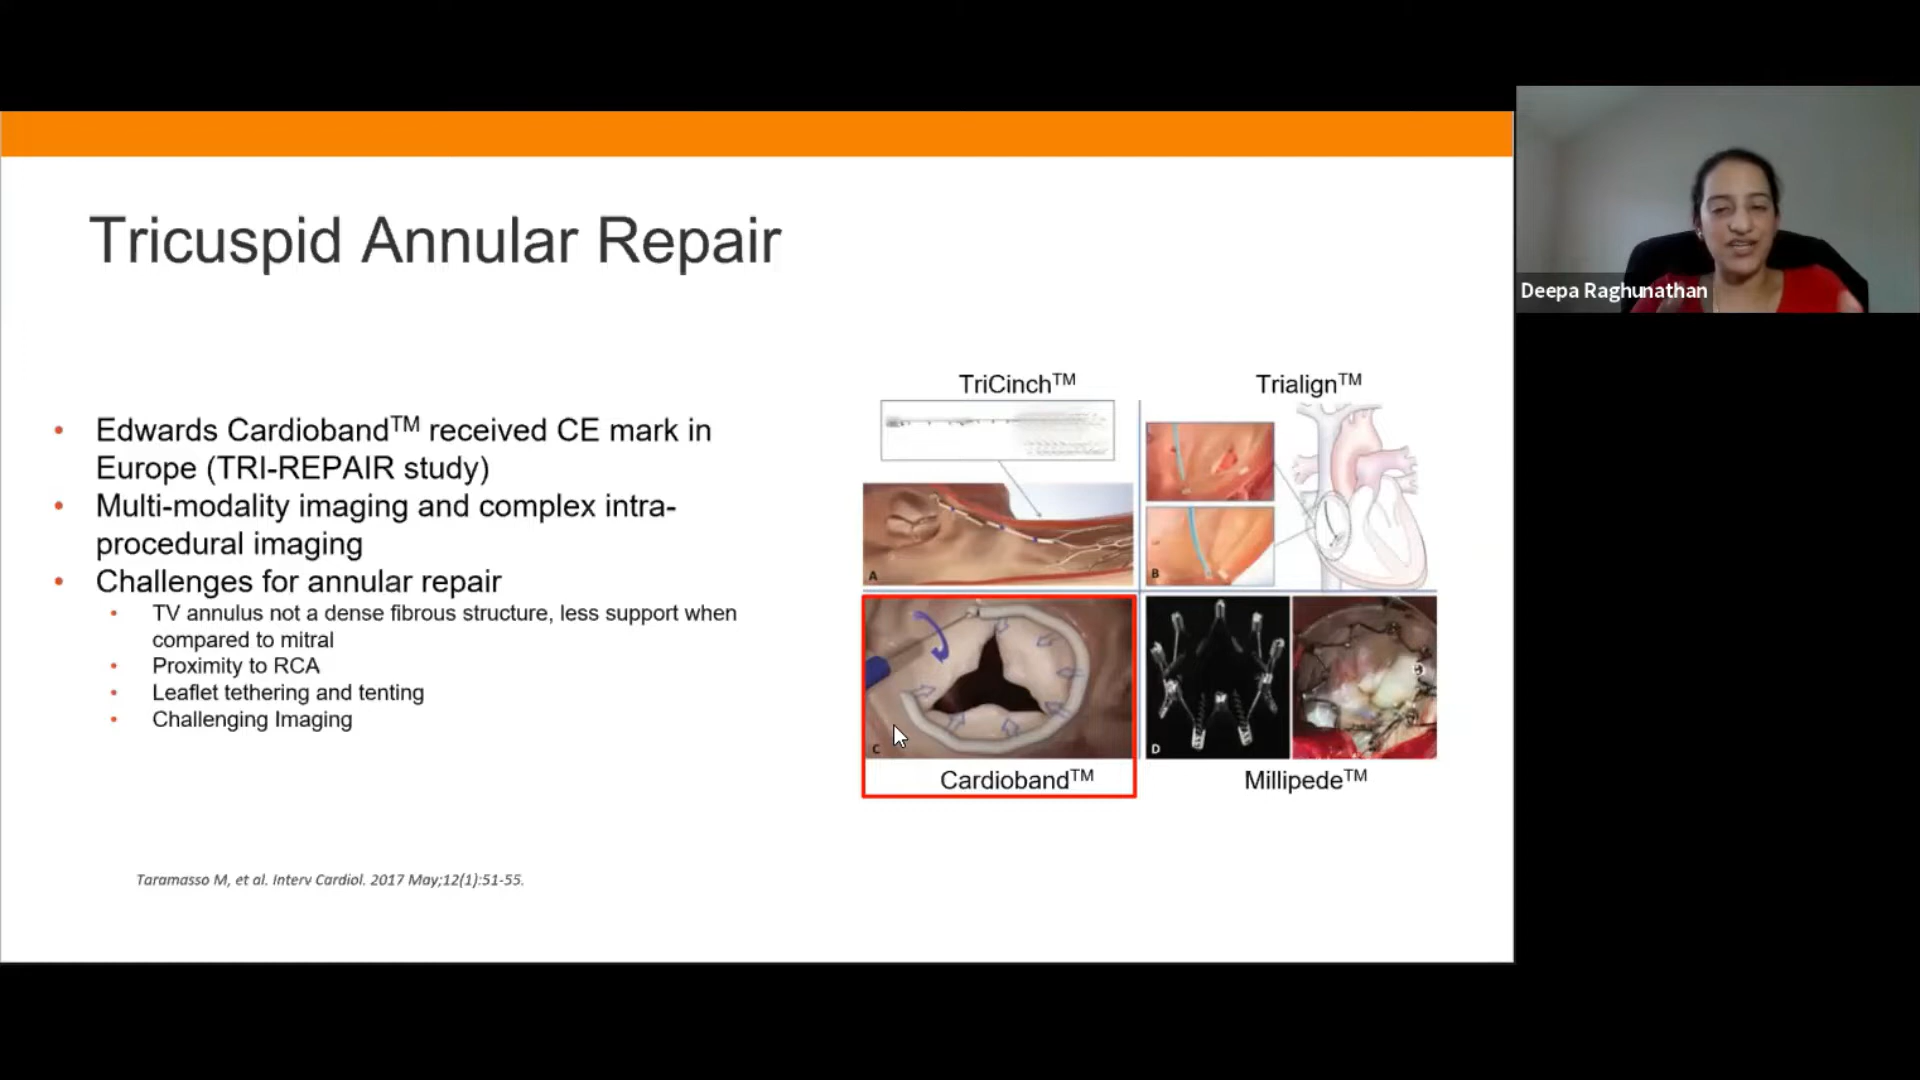 Tricuspid Annular Repair
Deepa Raghunathan
• Edwards Cardioband™ received CE mark in
Europe (TRI-REPAIR study)
• Multi-modality imaging and complex intra-
procedural imaging
• Challenges for annular repair
• TV annulus not a dense fibrous structure, less support when
compared to mitral
• Proximity to RCA
• Leaflet tethering and tenting
• Challenging Imaging
TriCinch™
Trialign™
A
B
C
D
Cardioband™
Millipede™
Taramasso M, et al. Interv Cardiol. 2017 May;12(1):51-55.